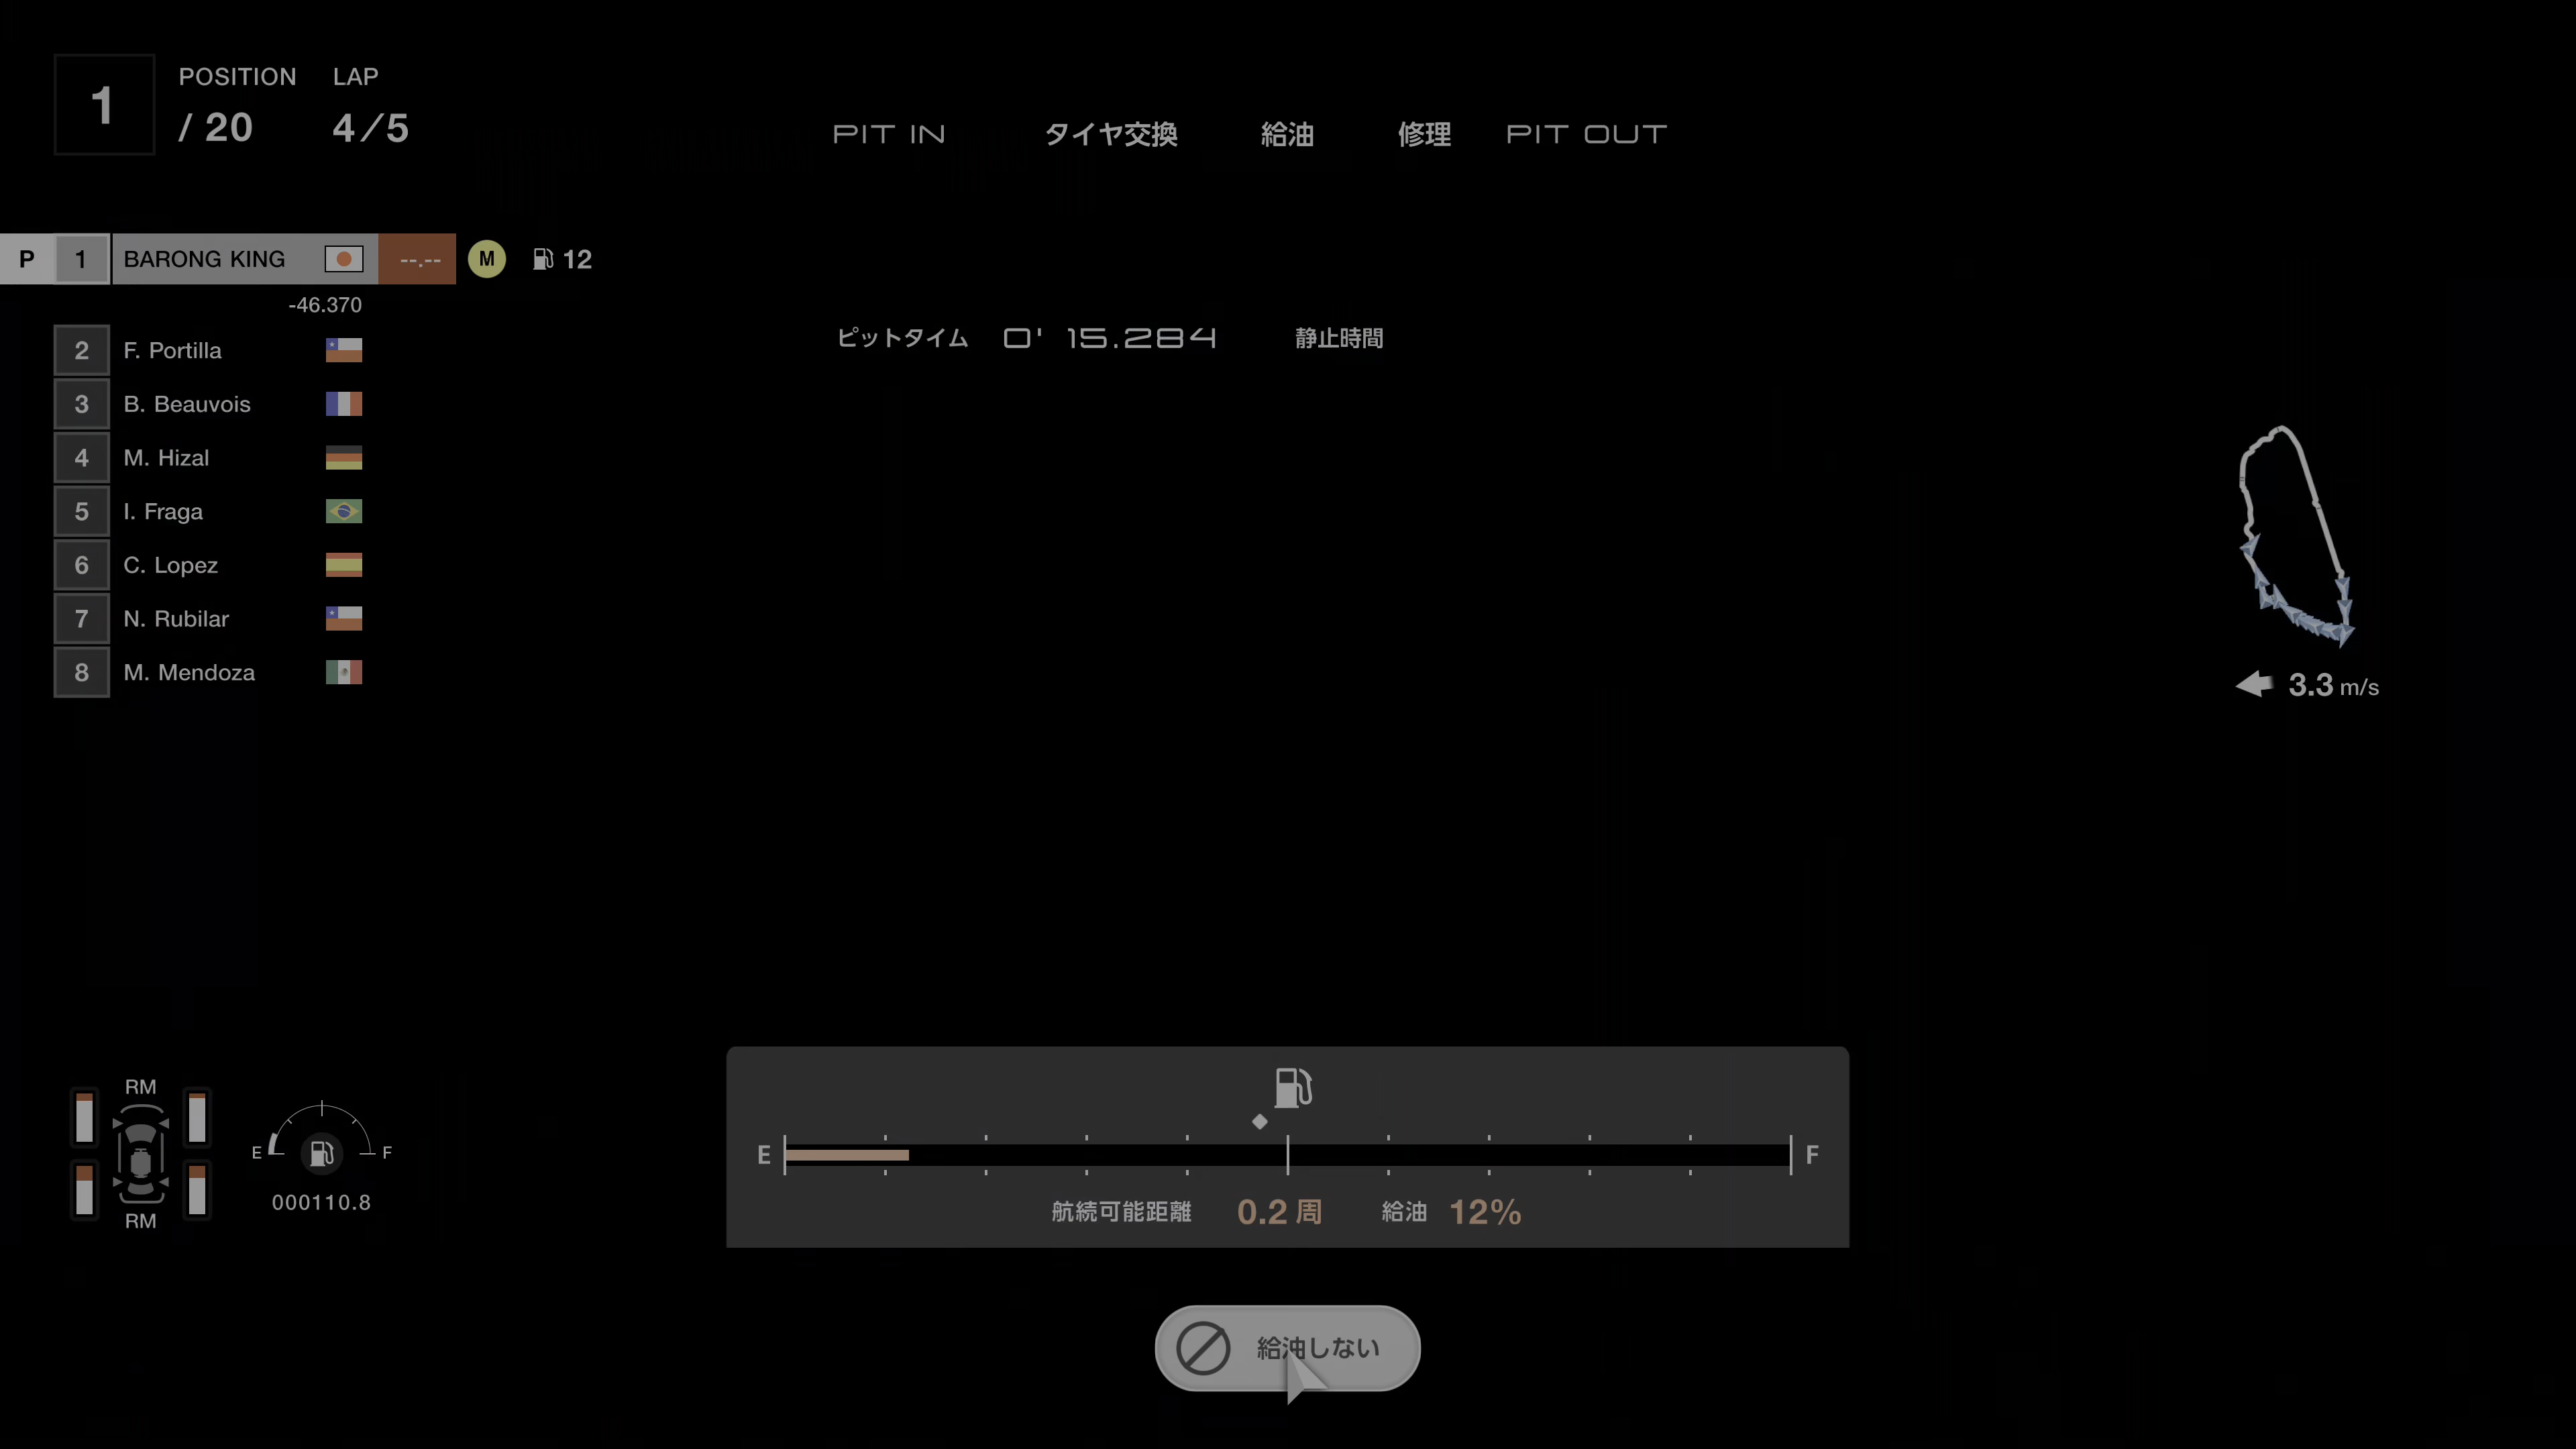 1 POSITION LAP
/ 20 4/5
PIT IN タイヤ交換 給油 修理 PIT OUT
P 1 BARONG KING --.-- M 12
-46.370
ピットタイム 0' 15.284 静止時間
2 F. Portilla
3 B. Beauvois
4 M. Hizal
5 I. Fraga
6 C. Lopez
7 N. Rubilar
8 M. Mendoza
3.3 m/s
RM
E F
000110.8
RM
E F
航続可能距離 0.2 周 給油 12%
給油しない